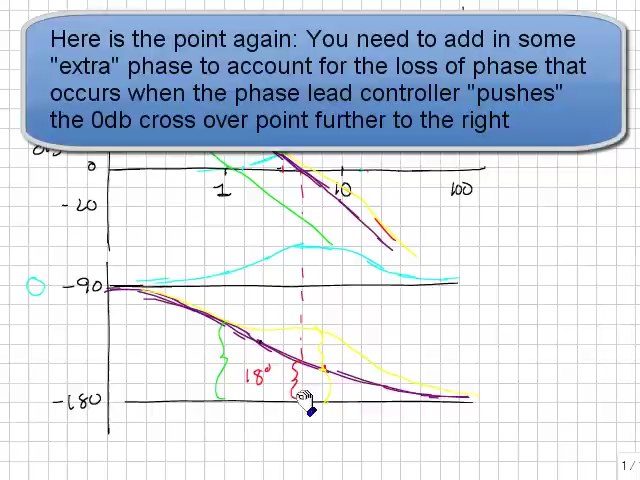 Here is the point again: You need to add in some
"extra" phase to account for the loss of phase that
occurs when the phase lead controller "pushes"
the 0db cross over point further to the right
0
1
10
100
-20
0
-90
18°
-180
1 /